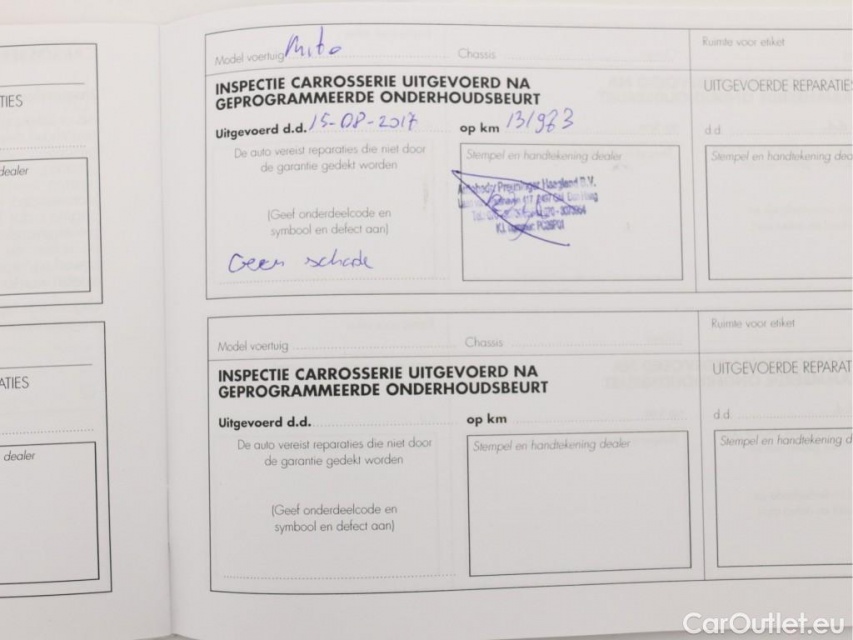 TIES
dealer
ATIES
dealer
Model voertuig Mito Chassis
INSPECTIE CARROSSERIE UITGEVOERD NA
GEPROGRAMMEERDE ONDERHOUDSBEURT
Uitgevoerd d.d. 15-08-2017 op km
De auto vereist reparaties die niet door
de garantie gedekt worden
(Geef onderdeelcode en
symbool en defect aan)
Geen schade
Stempel en handtekening dealer
Haagland B.V.
Ruimte voor etiket
UITGEVOERDE REPARATIES
d.d.
Stempel en handtekening dea
Model voertuig Chassis
INSPECTIE CARROSSERIE UITGEVOERD NA
GEPROGRAMMEERDE ONDERHOUDSBEURT
Uitgevoerd d.d. op km
De auto vereist reparaties die niet door
de garantie gedekt worden
(Geef onderdeelcode en
symbool en defect aan)
Stempel en handtekening dealer
Ruimte voor etiket
UITGEVOERDE REPARAT
d.d.
Stempel en handtekening d
CarOutlet.eu